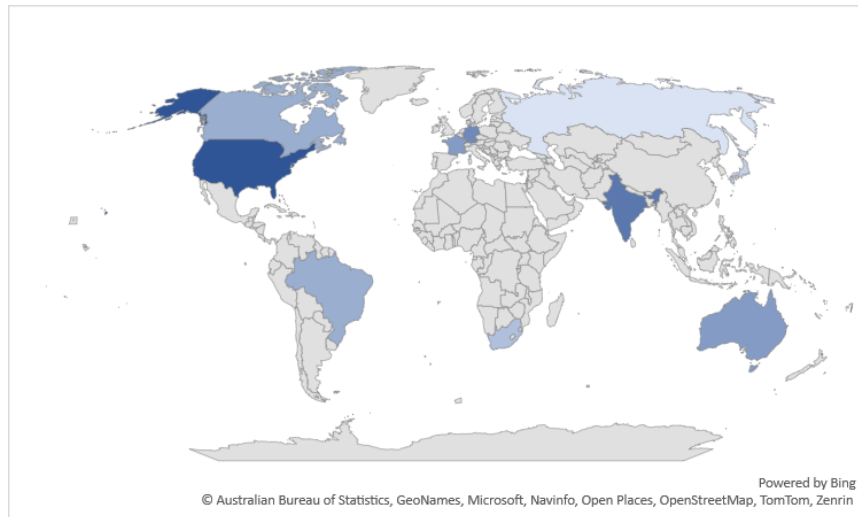 Powered by Bing
© Australian Bureau of Statistics, GeoNames, Microsoft, Navinfo, Open Places, OpenStreetMap, TomTom, Zenrin